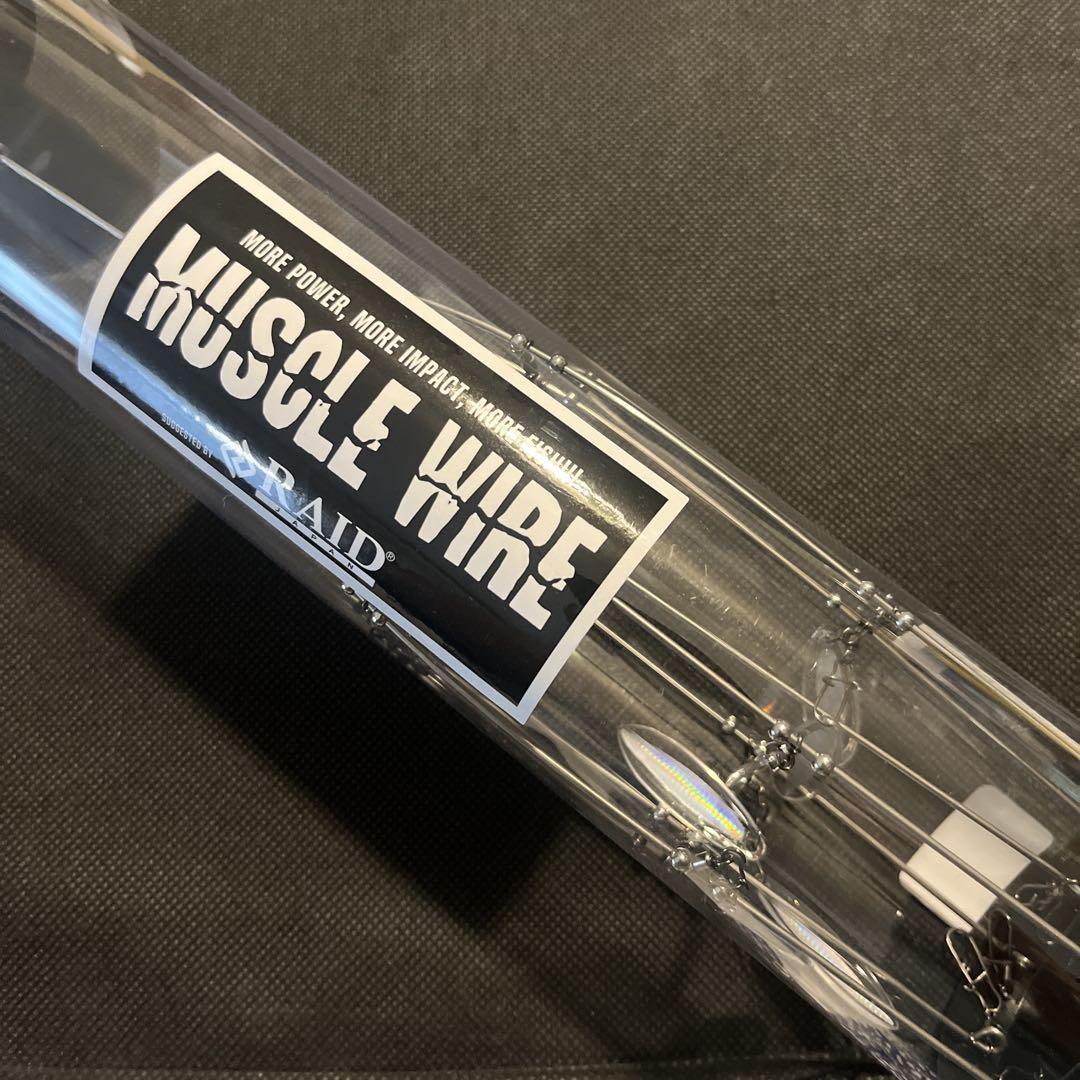 MORE POWER, MORE IMPACT, MORE FISH!!!
MUSCLE WIRE
SUGGESTED BY
RAID®
JAPAN